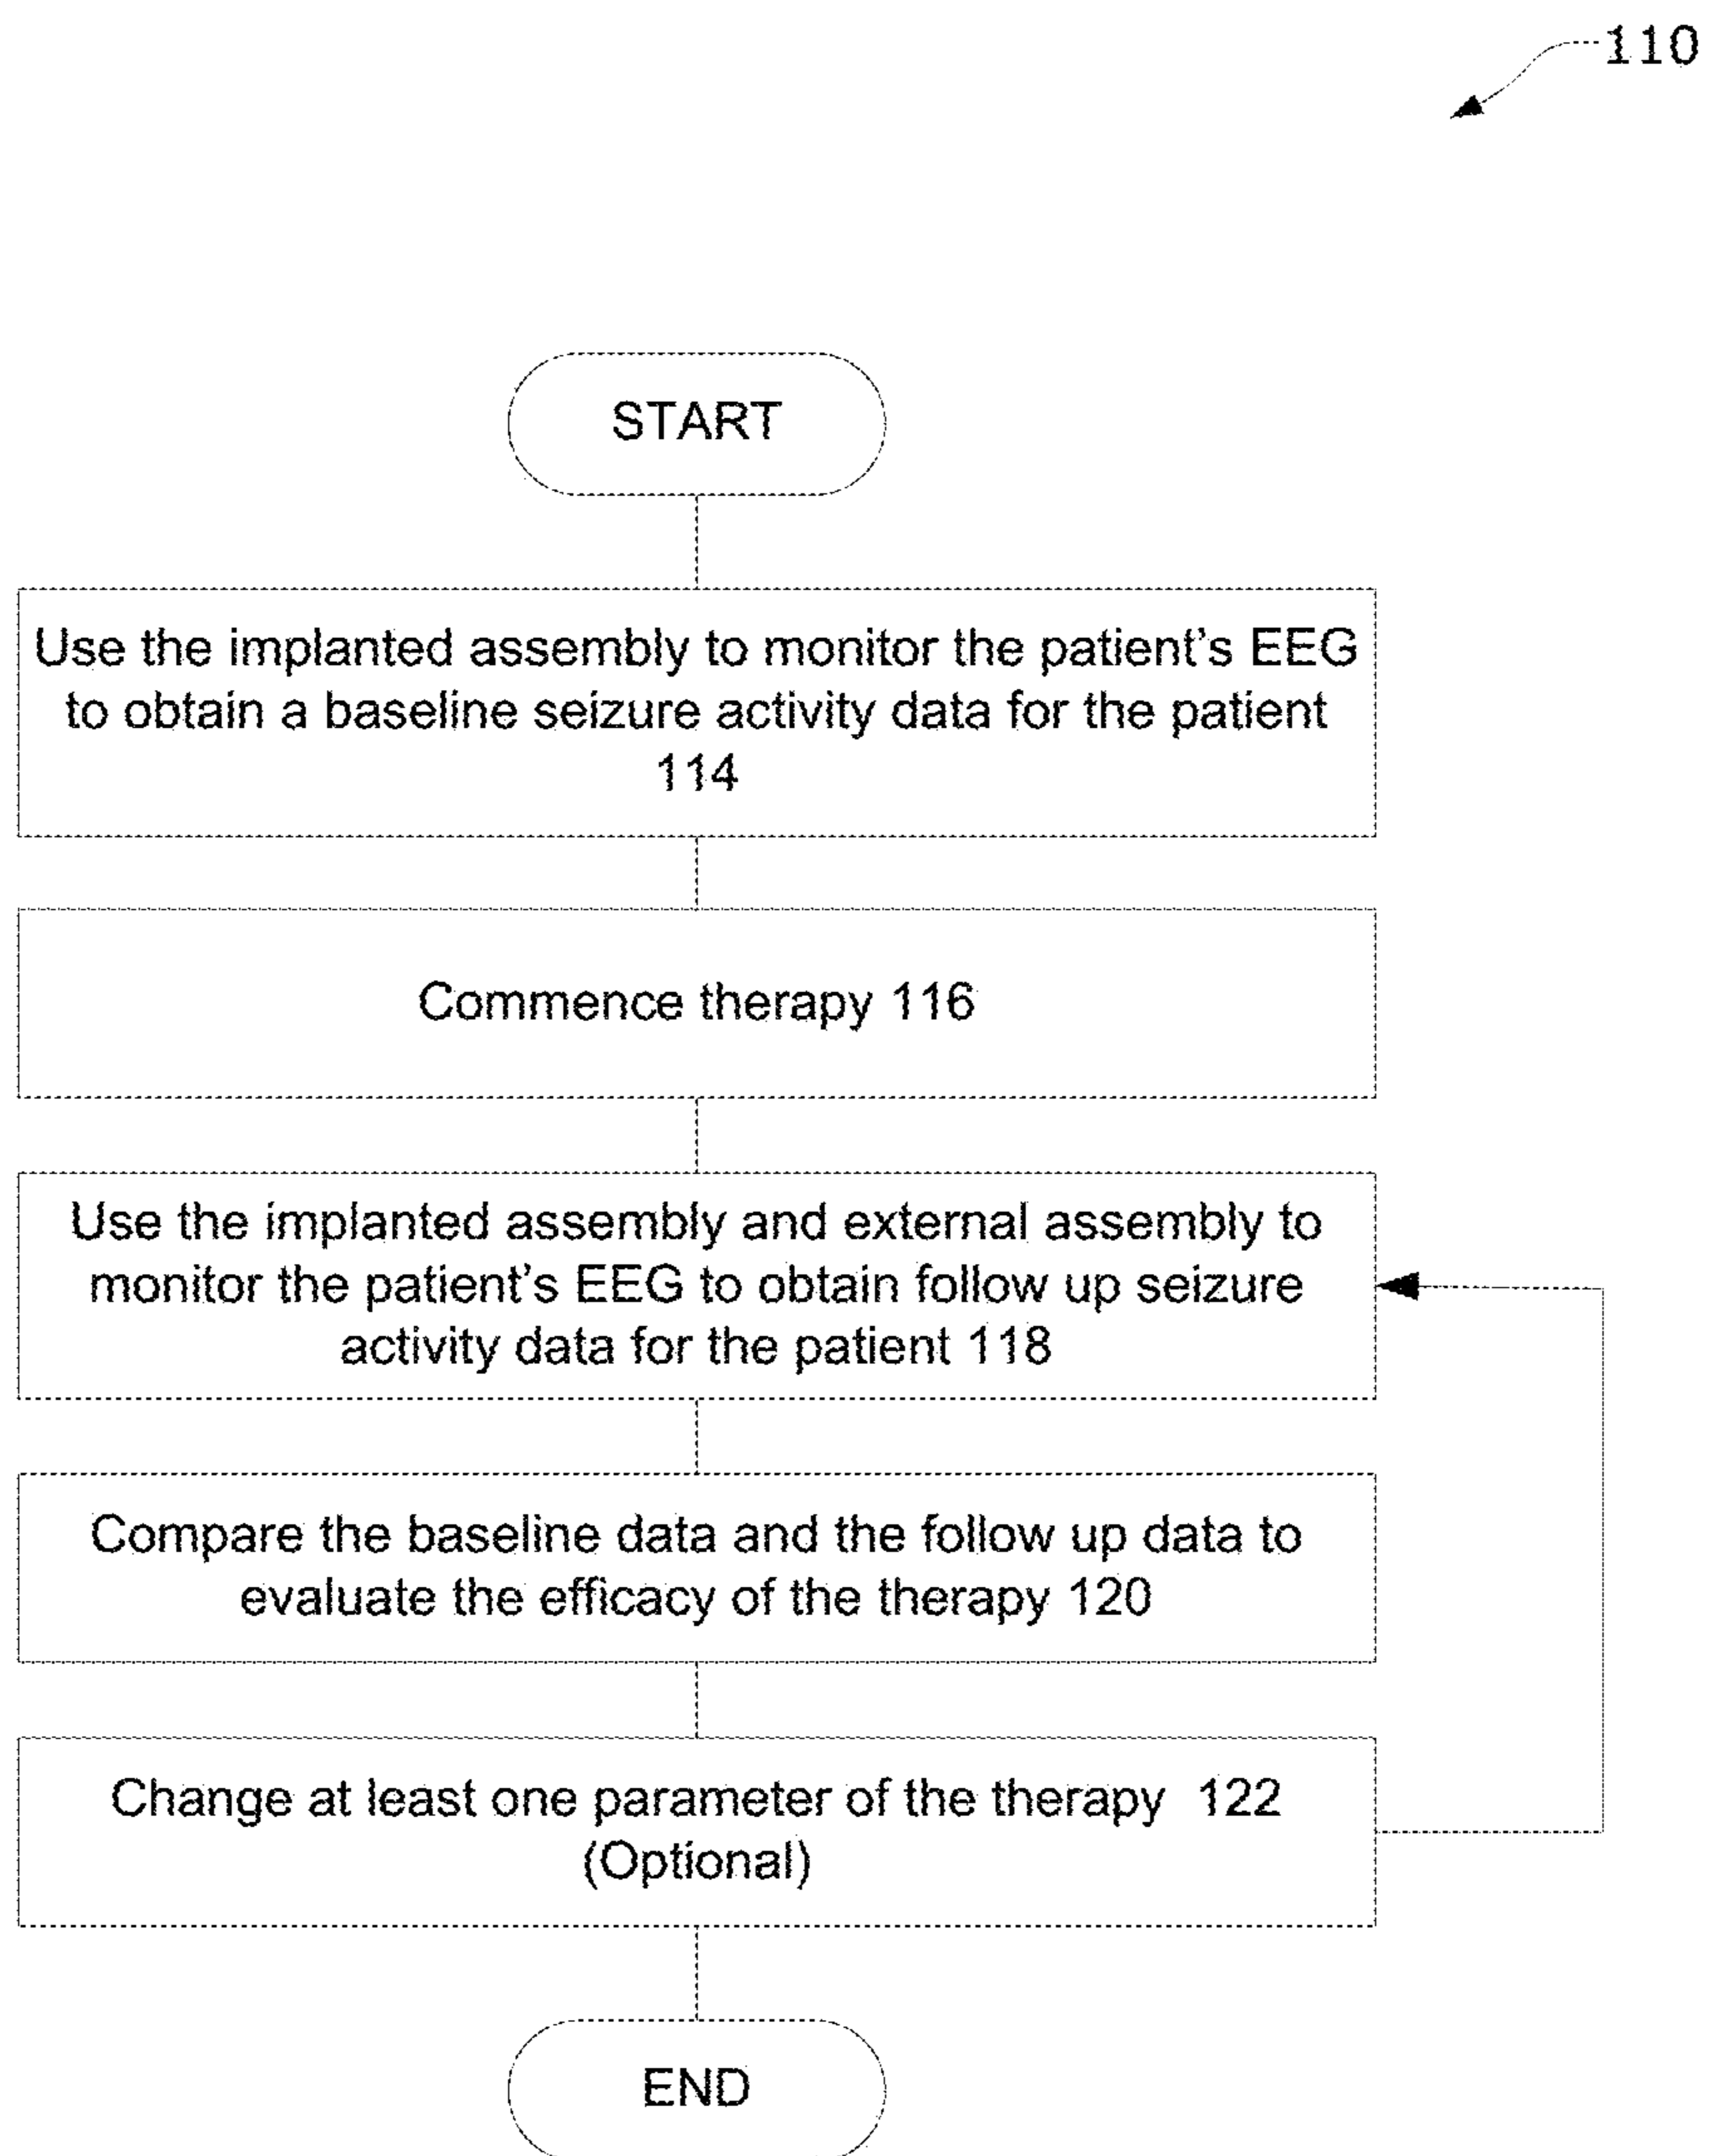 110
START
Use the implanted assembly to monitor the patient's EEG
to obtain a baseline seizure activity data for the patient
114
Commence therapy 116
Use the implanted assembly and external assembly to
monitor the patient's EEG to obtain follow up seizure
activity data for the patient 118
Compare the baseline data and the follow up data to
evaluate the efficacy of the therapy 120
Change at least one parameter of the therapy 122
(Optional)
END